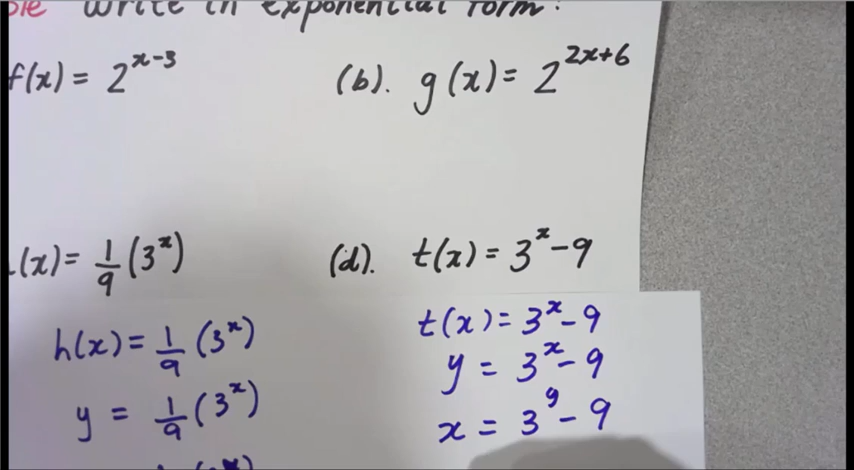 Write in exponential form:
f(x) = 2^{x-3}
(b). g(x) = 2^{2x+6}
(x) = 1/9 (3^x)
(d). t(x) = 3^x - 9
h(x) = 1/9 (3^x)
y = 1/9 (3^x)
t(x) = 3^x - 9
y = 3^x - 9
x = 3^y - 9